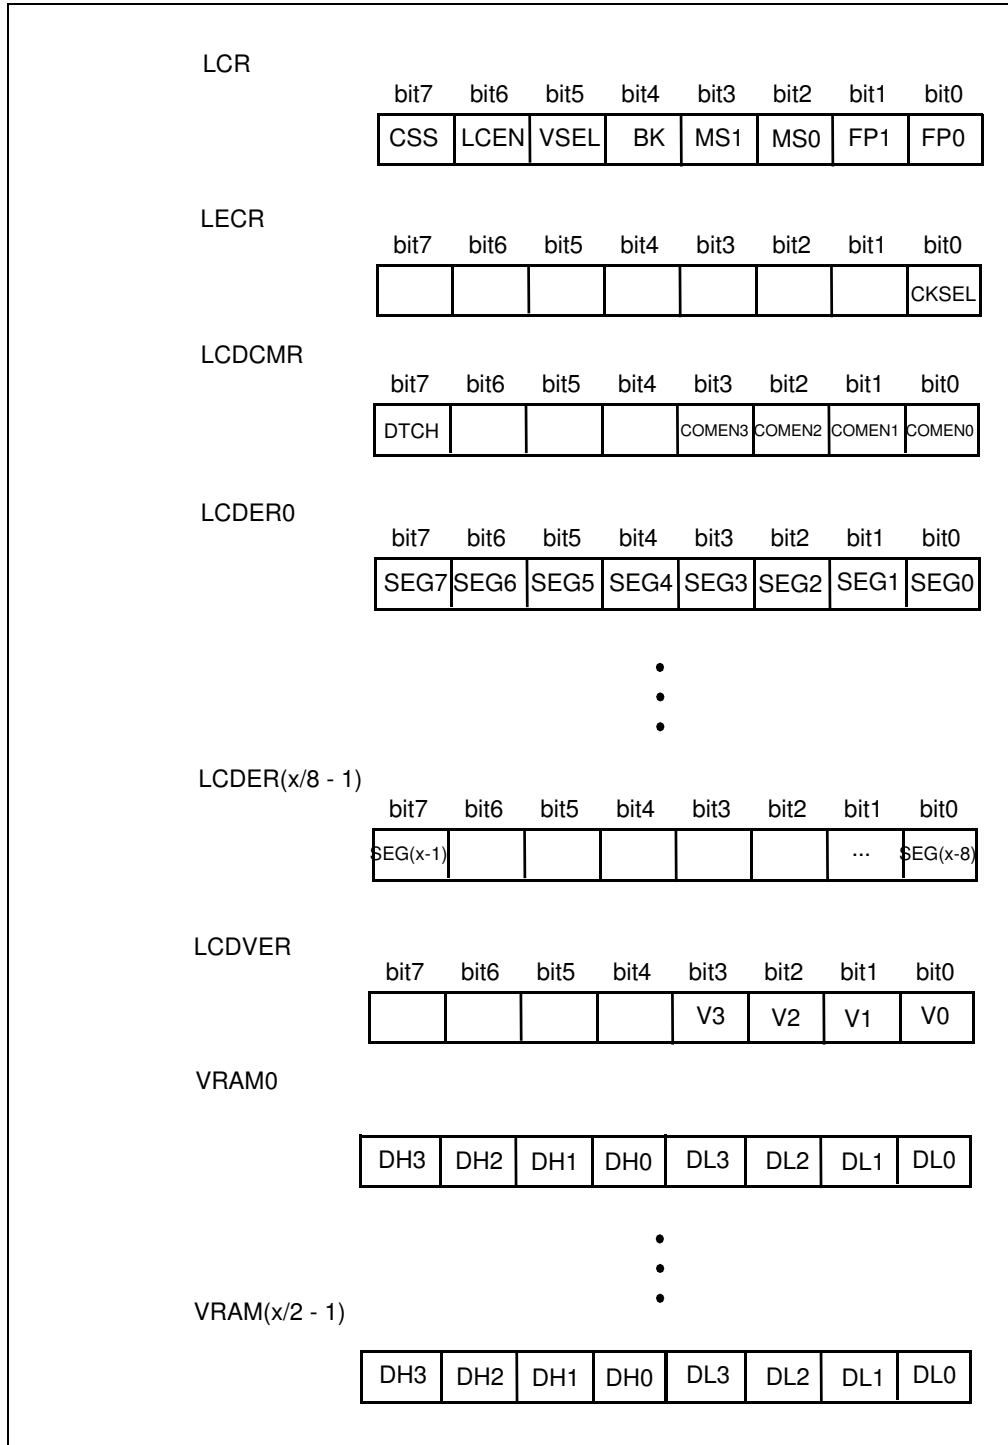 LCR
bit7 bit6 bit5 bit4 bit3 bit2 bit1 bit0
CSS LCEN VSEL BK MS1 MS0 FP1 FP0
LECR
bit7 bit6 bit5 bit4 bit3 bit2 bit1 bit0
CKSEL
LCDCMR
bit7 bit6 bit5 bit4 bit3 bit2 bit1 bit0
DTCH COMEN3 COMEN2 COMEN1 COMEN0
LCDER0
bit7 bit6 bit5 bit4 bit3 bit2 bit1 bit0
SEG7 SEG6 SEG5 SEG4 SEG3 SEG2 SEG1 SEG0
LCDER(x/8 - 1)
bit7 bit6 bit5 bit4 bit3 bit2 bit1 bit0
SEG(x-1) ... SEG(x-8)
LCDVER
bit7 bit6 bit5 bit4 bit3 bit2 bit1 bit0
V3 V2 V1 V0
VRAM0
DH3 DH2 DH1 DH0 DL3 DL2 DL1 DL0
VRAM(x/2 - 1)
DH3 DH2 DH1 DH0 DL3 DL2 DL1 DL0